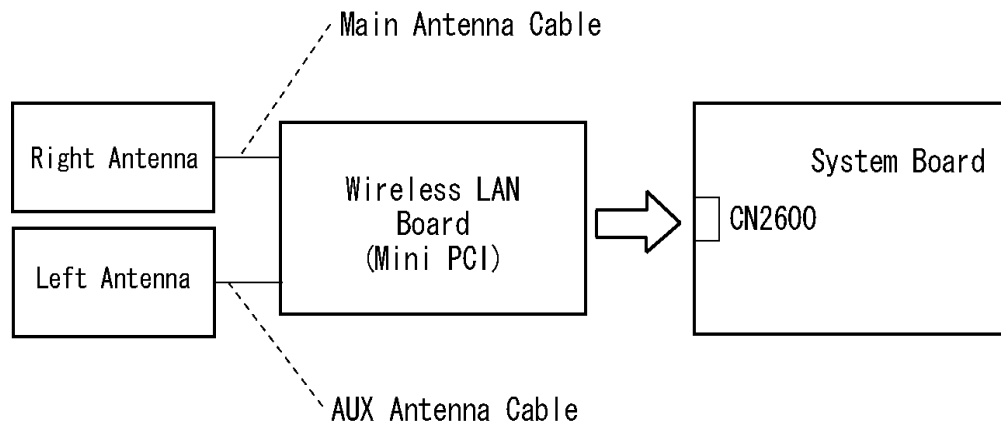 Main Antenna Cable
Right Antenna
Wireless LAN
Board
(Mini PCI)
System Board
CN2600
Left Antenna
AUX Antenna Cable